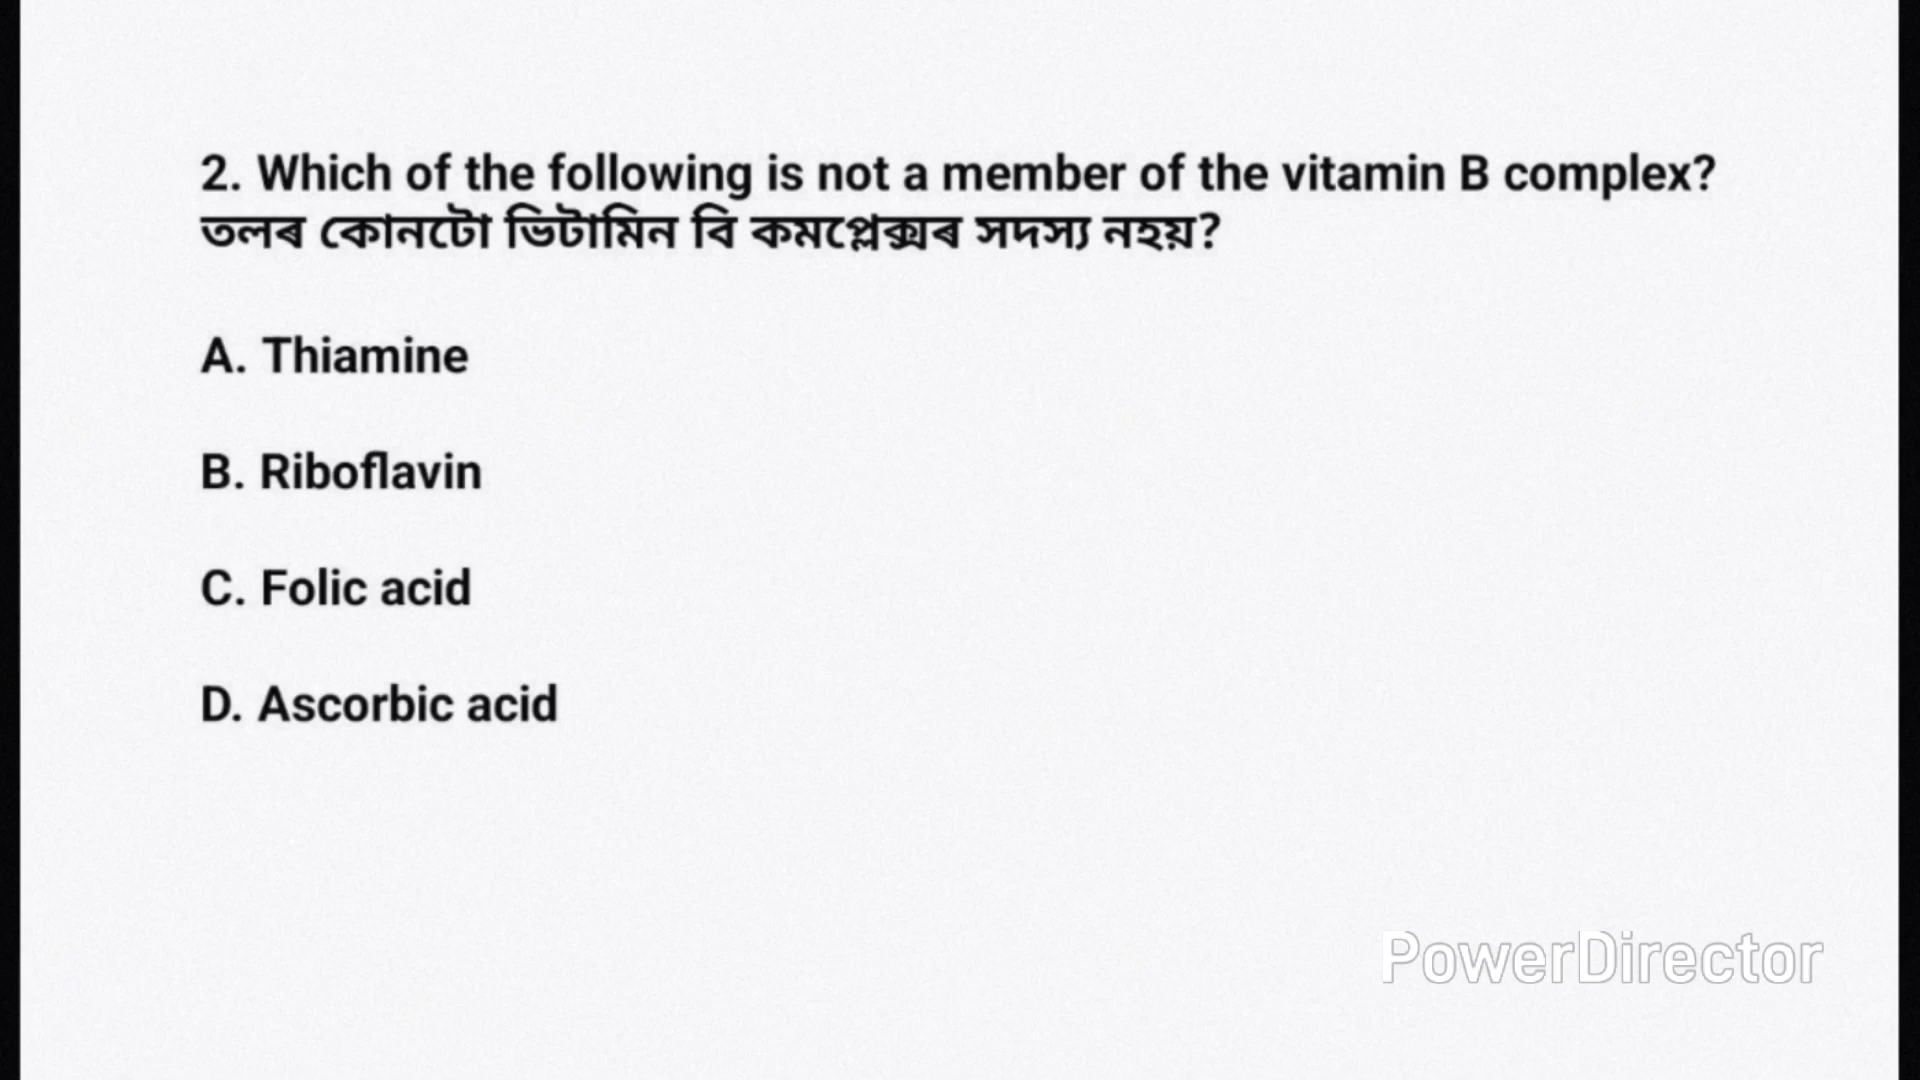 2. Which of the following is not a member of the vitamin B complex?
তলৰ কোনটো ভিটামিন বি কমপ্লেক্সৰ সদস্য নহয়?
A. Thiamine
B. Riboflavin
C. Folic acid
D. Ascorbic acid
PowerDirector